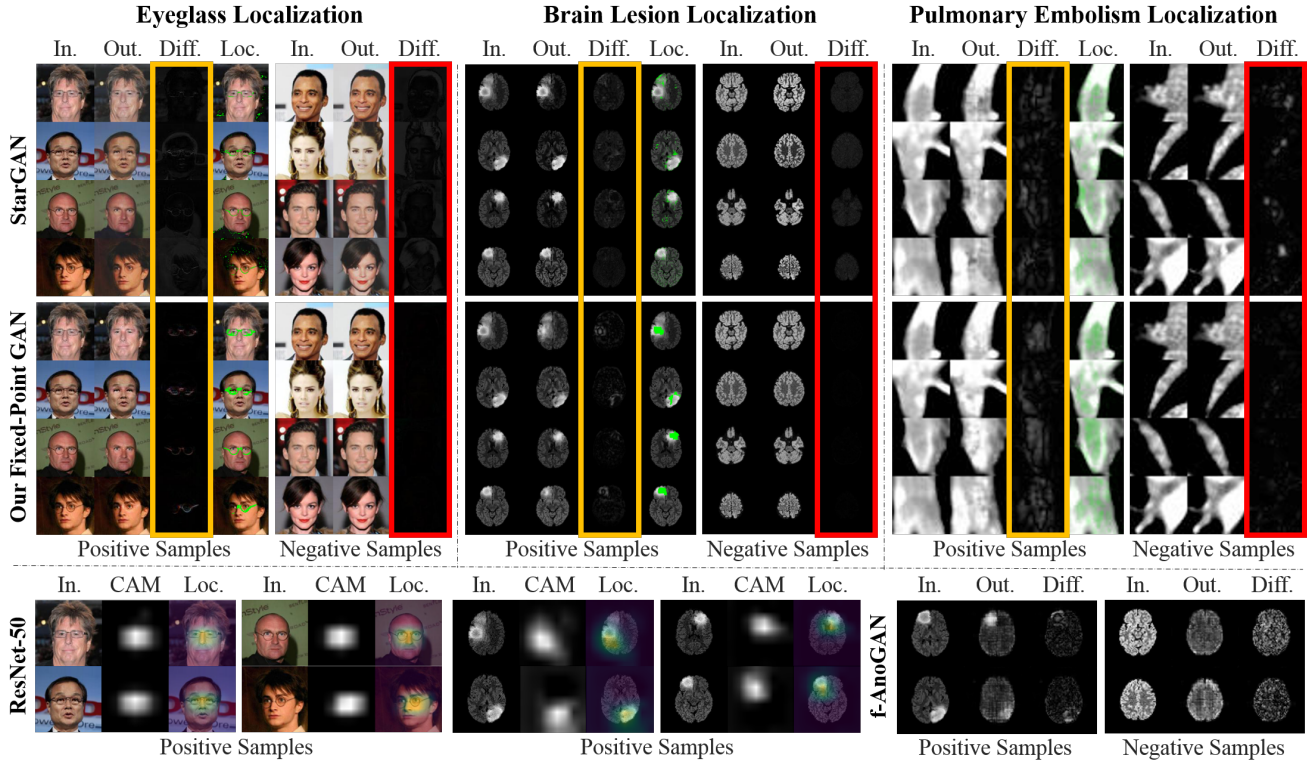 Eyeglass Localization
Brain Lesion Localization
Pulmonary Embolism Localization
In. Out. Diff. Loc. In. Out. Diff.
In. Out. Diff. Loc. In. Out. Diff.
In. Out. Diff. Loc. In. Out. Diff.
StarGAN
Our Fixed-Point GAN
Positive Samples Negative Samples
Positive Samples Negative Samples
Positive Samples Negative Samples
ResNet-50
In. CAM Loc. In. CAM Loc.
In. CAM Loc. In. CAM Loc.
Positive Samples
Positive Samples
f-AnoGAN
In. Out. Diff. In. Out. Diff.
Positive Samples Negative Samples